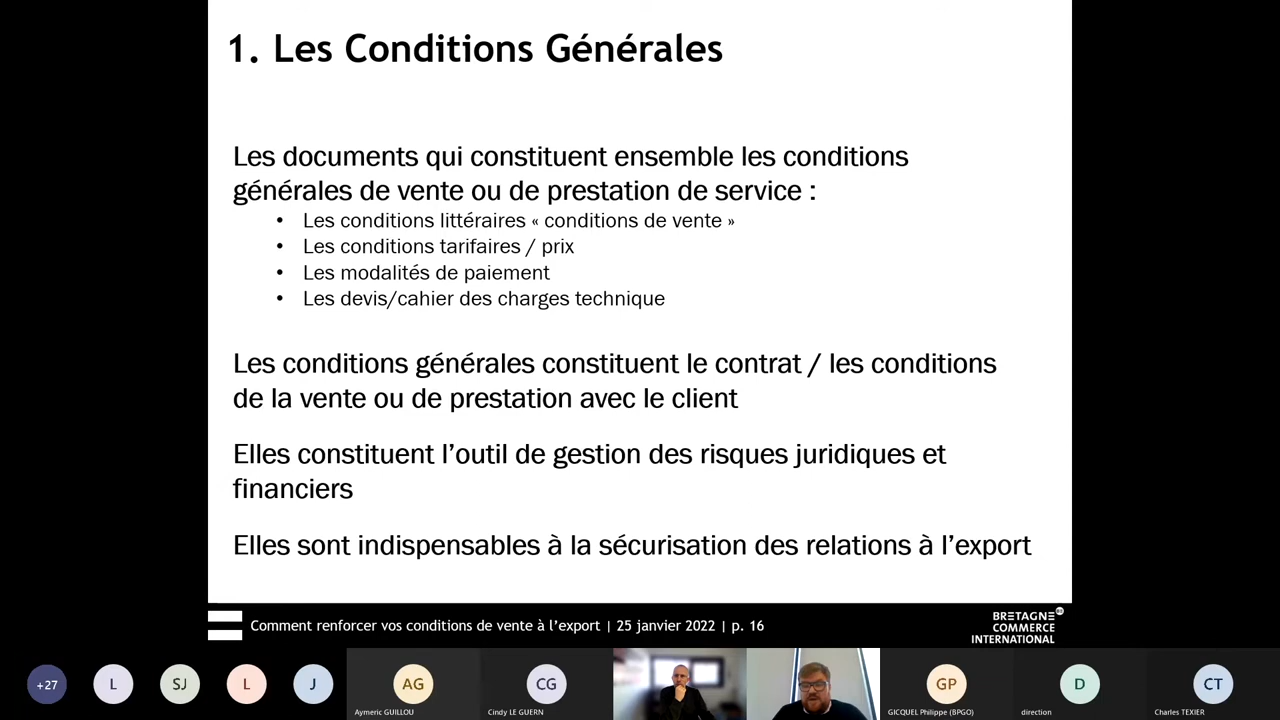 1. Les Conditions Générales
Les documents qui constituent ensemble les conditions
générales de vente ou de prestation de service :
• Les conditions littéraires « conditions de vente »
• Les conditions tarifaires / prix
• Les modalités de paiement
• Les devis/cahier des charges technique
Les conditions générales constituent le contrat / les conditions
de la vente ou de prestation avec le client
Elles constituent l’outil de gestion des risques juridiques et
financiers
Elles sont indispensables à la sécurisation des relations à l’export
Comment renforcer vos conditions de vente à l’export | 25 janvier 2022 | p. 16
BRETAGNE
COMMERCE
INTERNATIONAL
+27
L
SJ
L
J
AG
CG
GP
D
CT
Aymeric GUILLOU
Cindy LE GUERN
GICQUEL Philippe (BPGO)
direction
Charles TEXIER